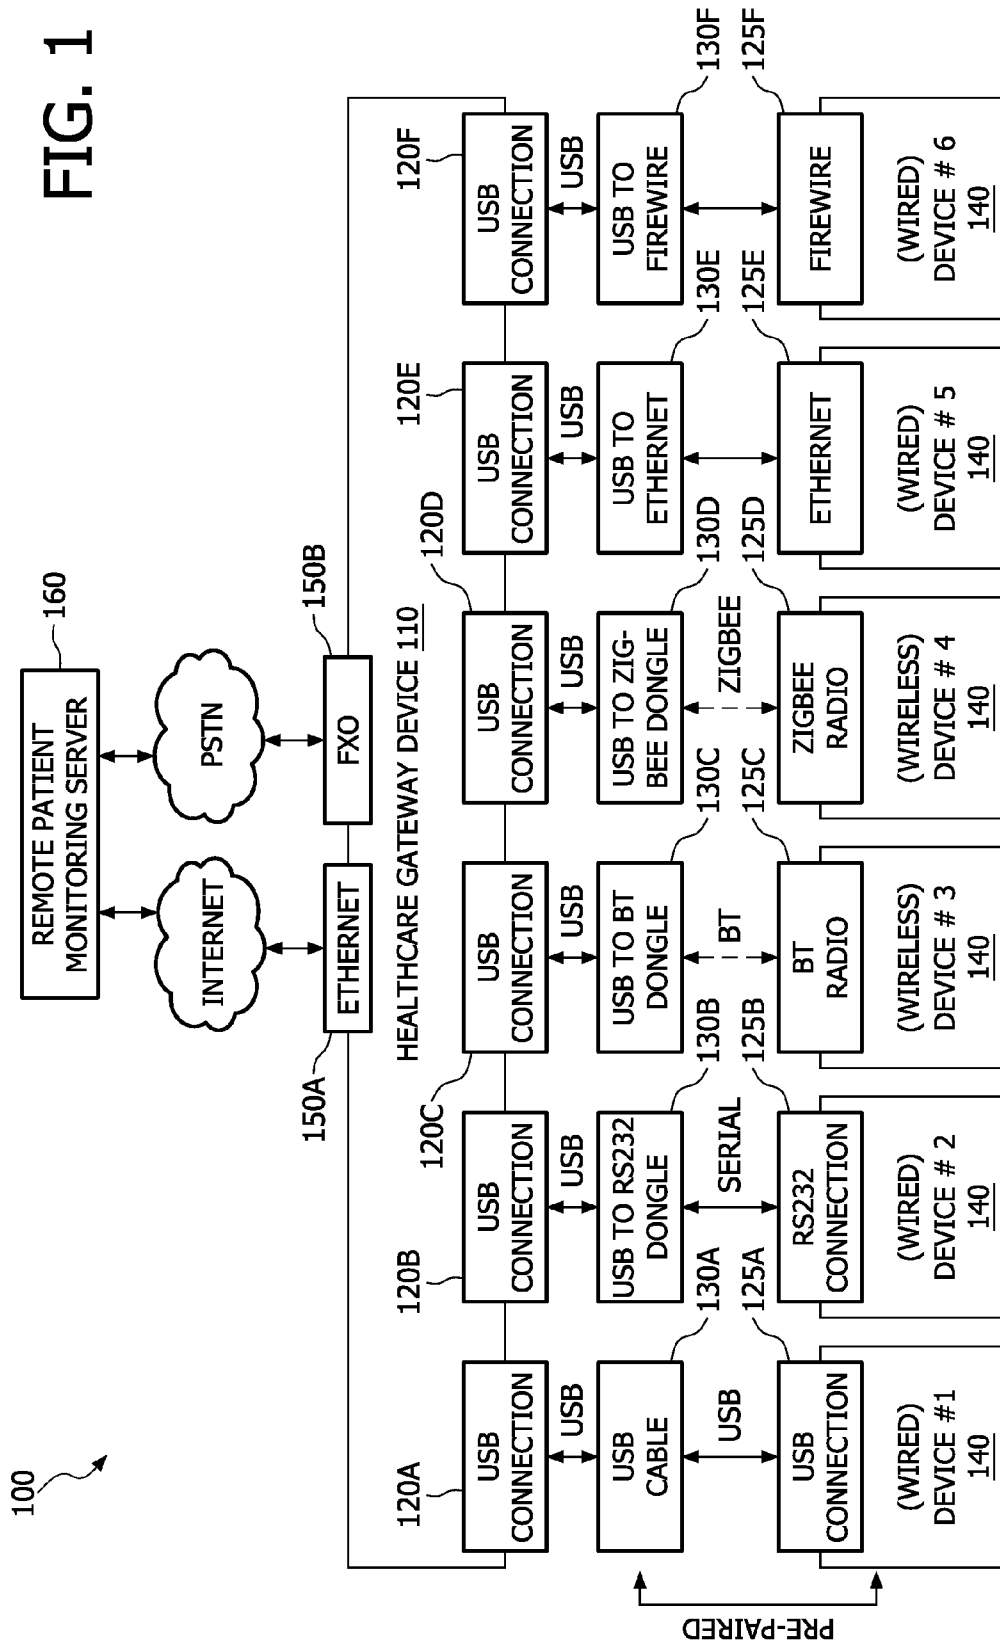 FIG. 1
100
REMOTE PATIENT
MONITORING SERVER
160
INTERNET
PSTN
150A
ETHERNET
FXO
150B
HEALTHCARE GATEWAY DEVICE 110
120A
120B
120C
120D
120E
120F
USB
CONNECTION
USB
CONNECTION
USB
CONNECTION
USB
CONNECTION
USB
CONNECTION
USB
CONNECTION
USB
USB
USB
USB
USB
USB
USB
CABLE
USB TO RS232
DONGLE
USB TO BT
DONGLE
USB TO ZIG-
BEE DONGLE
USB TO
ETHERNET
USB TO
FIREWIRE
130A
130B
130C
130D
130E
130F
USB
SERIAL
BT
ZIGBEE
125A
125B
125C
125D
125E
125F
USB
CONNECTION
RS232
CONNECTION
BT
RADIO
ZIGBEE
RADIO
ETHERNET
FIREWIRE
(WIRED)
DEVICE #1
140
(WIRED)
DEVICE # 2
140
(WIRELESS)
DEVICE # 3
140
(WIRELESS)
DEVICE # 4
140
(WIRED)
DEVICE # 5
140
(WIRED)
DEVICE # 6
140
PRE-PAIRED